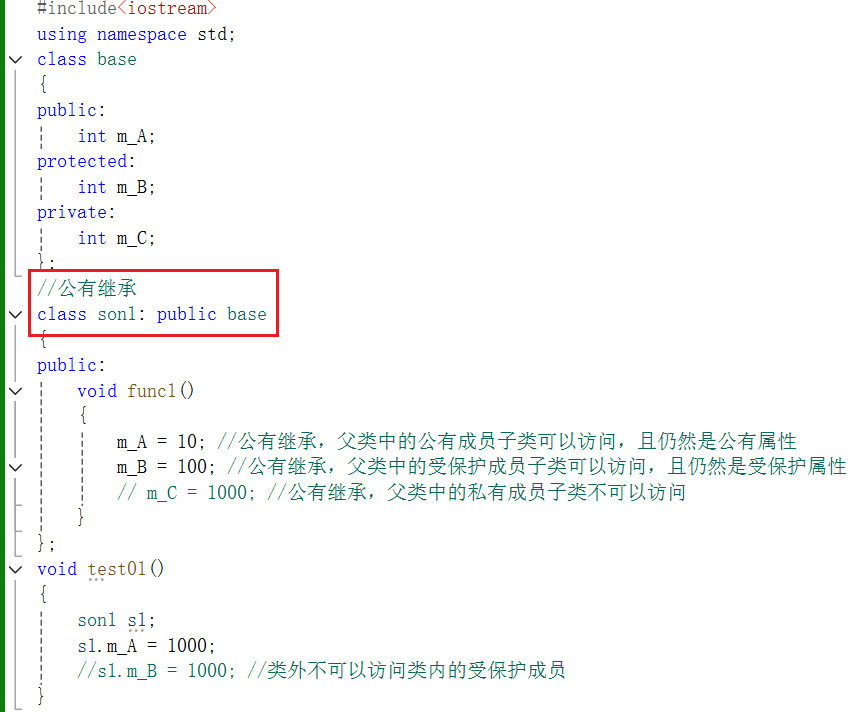 #include<iostream>
using namespace std;
class base
{
public:
int m_A;
protected:
int m_B;
private:
int m_C;
};
//公有继承
class son1: public base
{
public:
void func1()
{
m_A = 10; //公有继承，父类中的公有成员子类可以访问，且仍然是公有属性
m_B = 100; //公有继承，父类中的受保护成员子类可以访问，且仍然是受保护属性
// m_C = 1000; //公有继承，父类中的私有成员子类不可以访问
}
};
void test01()
{
son1 s1;
s1.m_A = 1000;
//s1.m_B = 1000; //类外不可以访问类内的受保护成员
}